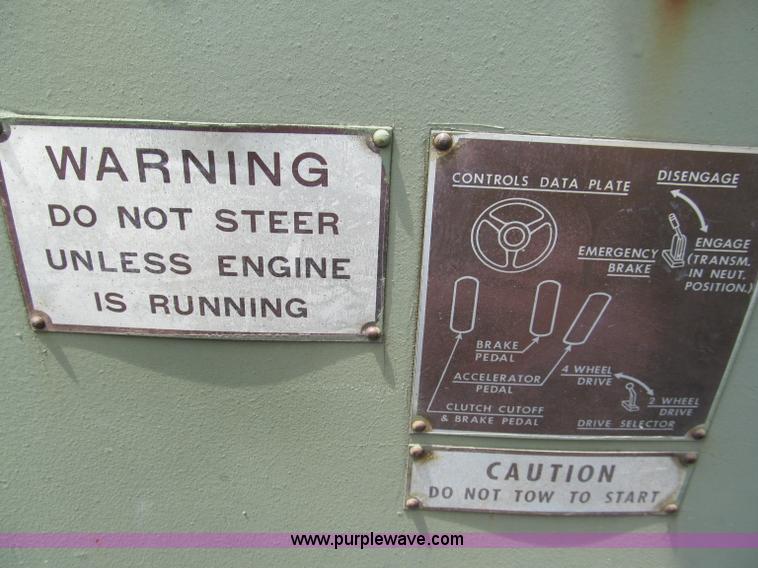 WARNING
DO NOT STEER
UNLESS ENGINE
IS RUNNING
CONTROLS DATA PLATE
DISENGAGE
EMERGENCY
BRAKE
ENGAGE
(TRANSM.
IN NEUT.
POSITION.)
BRAKE
PEDAL
ACCELERATOR
PEDAL
CLUTCH CUTOFF
& BRAKE PEDAL
4 WHEEL
DRIVE
2 WHEEL
DRIVE
DRIVE SELECTOR
CAUTION
DO NOT TOW TO START
www.purplewave.com